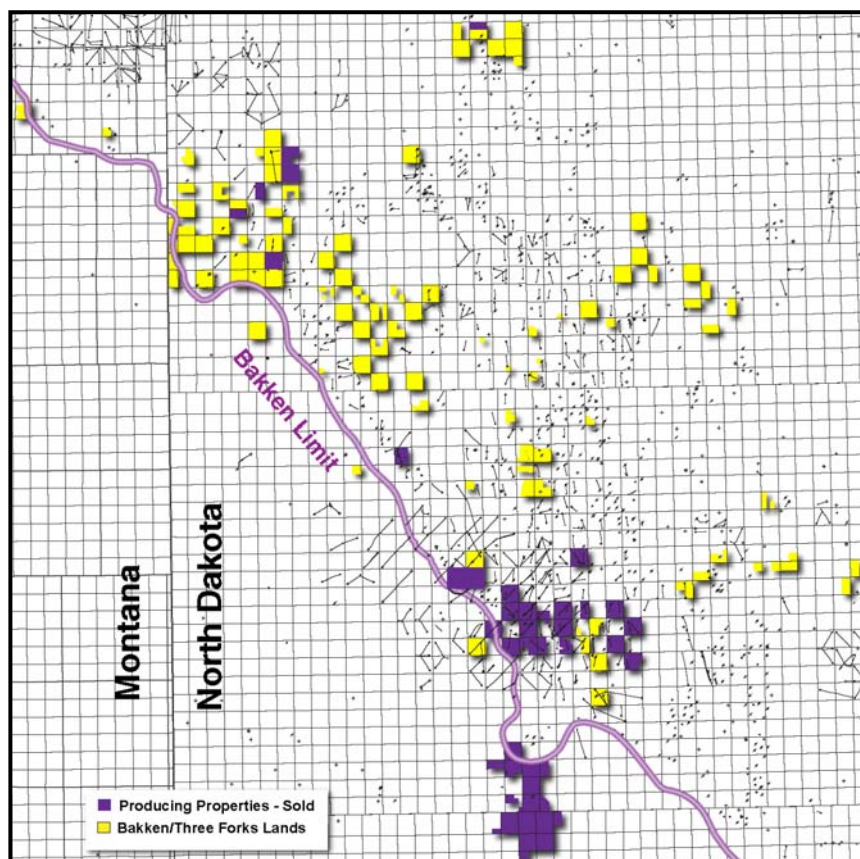 Bakken Limit
Montana
North Dakota
Producing Properties - Sold
Bakken/Three Forks Lands